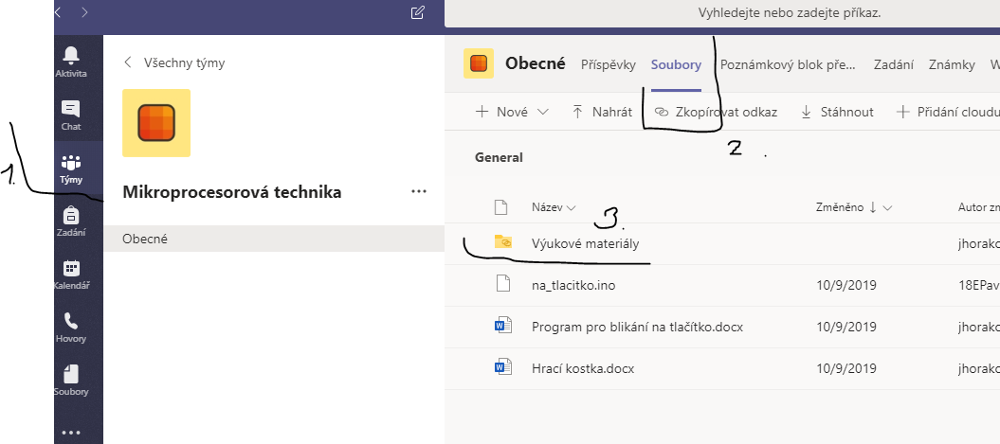 Vyhledejte nebo zadejte příkaz.
Aktivita
Chat
Týmy
Zadání
Kalendář
Hovory
Soubory
1.
Všechny týmy
Mikroprocesorová technika
Obecné
Obecné Příspěvky Soubory Poznámkový blok pře... Zadání Známky W
Nové Nahrát Zkopírovat odkaz Stáhnout Přidání cloudu
2.
General
Název Změněno Autor zm
3.
Výukové materiály jhorako
na_tlacitko.ino 10/9/2019 18EPav
Program pro blikání na tlačítko.docx 10/9/2019 jhorako
Hrací kostka.docx 10/9/2019 jhorako